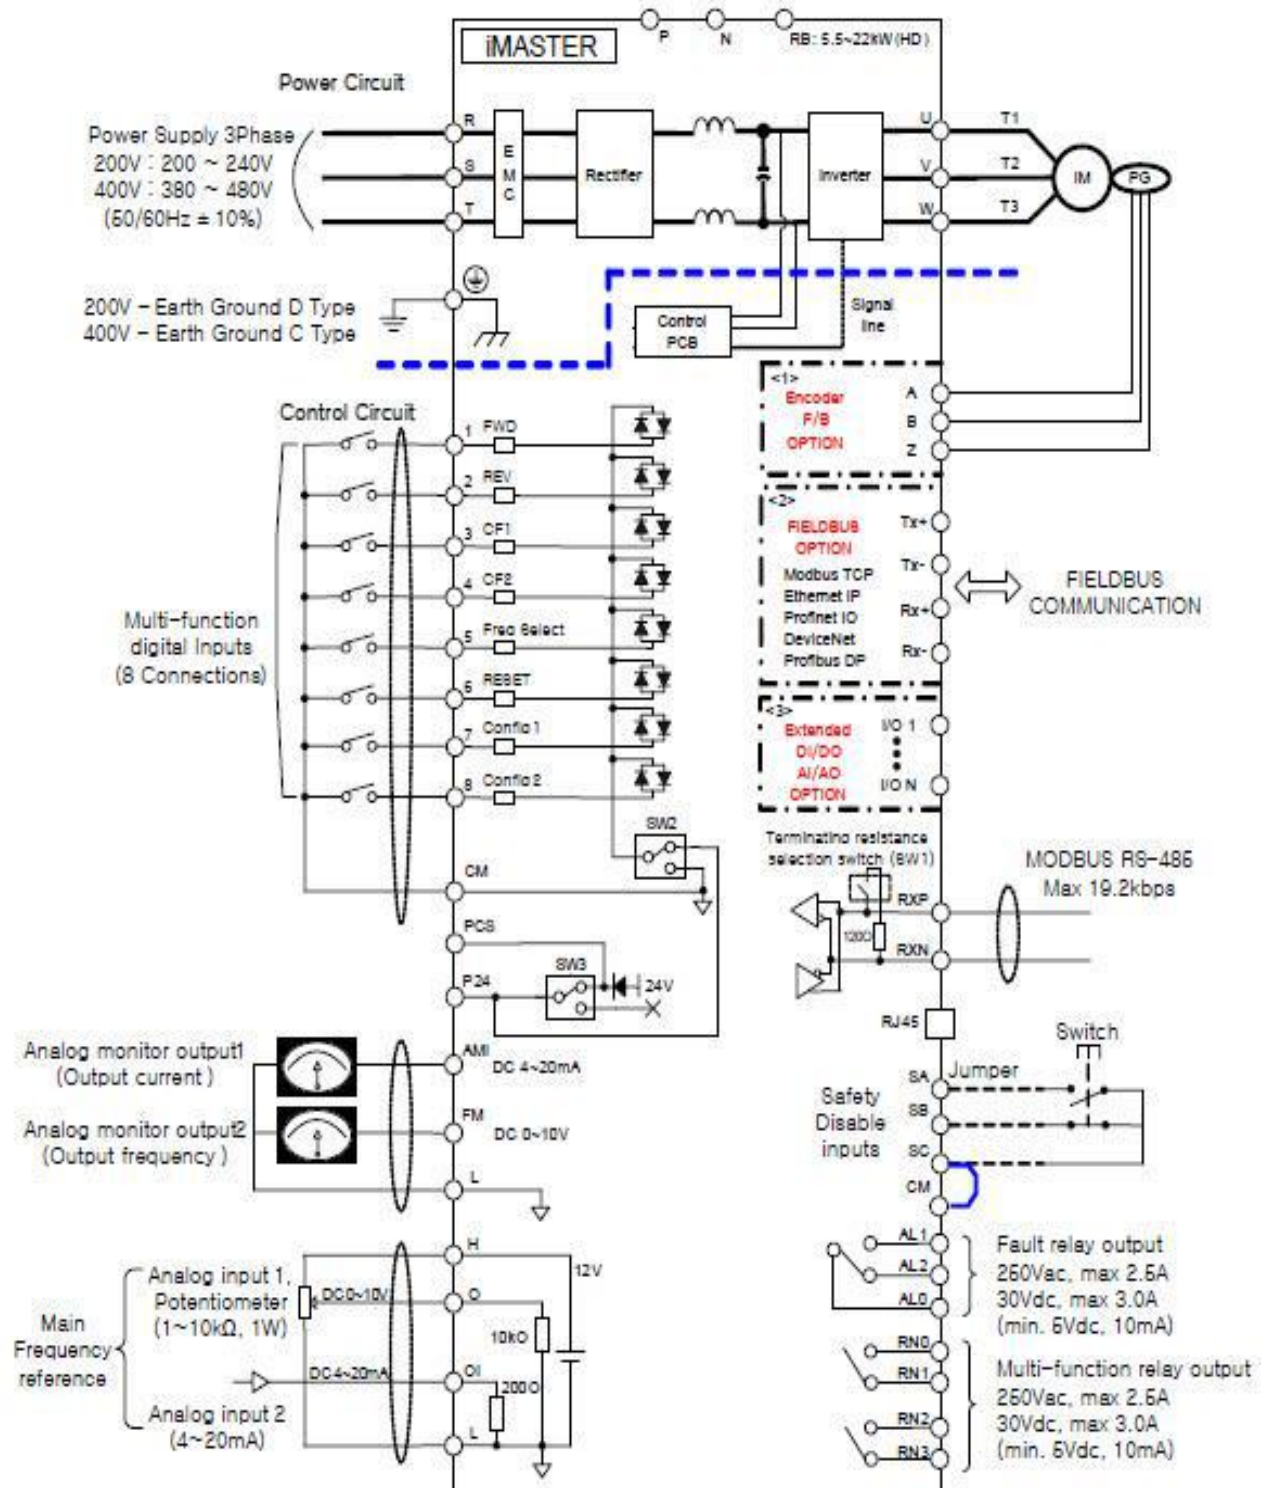 iMASTER
P
N
RB: 5.5~22kW(HD)
Power Circuit
Power Supply 3Phase
200V : 200 ~ 240V
400V : 380 ~ 480V
(50/60Hz ± 10%)
R
S
T
E
M
C
Rectifier
Inverter
U
V
W
T1
T2
T3
IM
PG
200V - Earth Ground D Type
400V - Earth Ground C Type
Control
PCB
Signal
line
Control Circuit
Multi-function
digital Inputs
(8 Connections)
1 FWD
2 REV
3 CF1
4 CF2
5 Freq Select
6 RESET
7 Config 1
8 Config 2
<1>
Encoder
F/B
OPTION
A
B
Z
<2>
FIELDBUS
OPTION
Modbus TCP
Ethernet IP
Profinet IO
DeviceNet
Profibus DP
Tx+
Tx-
Rx+
Rx-
FIELDBUS
COMMUNICATION
<3>
Extended
DI/DO
AI/AO
OPTION
I/O 1
I/O N
SW2
CM
PCS
P24
SW3
24V
Terminating resistance
selection switch (SW1)
RXP
120Ω
RXN
MODBUS RS-485
Max 19.2kbps
RJ45
Switch
Jumper
Safety
Disable
inputs
SA
SB
SC
CM
Analog monitor output1
(Output current )
Analog monitor output2
(Output frequency )
AMI
DC 4~20mA
FM
DC 0~10V
L
Main
Frequency
reference
Analog input 1,
Potentiometer
(1~10kΩ, 1W)
Analog input 2
(4~20mA)
DC0~10V
DC4~20mA
H
O
OI
L
12V
10kΩ
200Ω
AL1
AL2
AL0
Fault relay output
250Vac, max 2.5A
30Vdc, max 3.0A
(min. 5Vdc, 10mA)
RN0
RN1
RN2
RN3
Multi-function relay output
250Vac, max 2.5A
30Vdc, max 3.0A
(min. 5Vdc, 10mA)